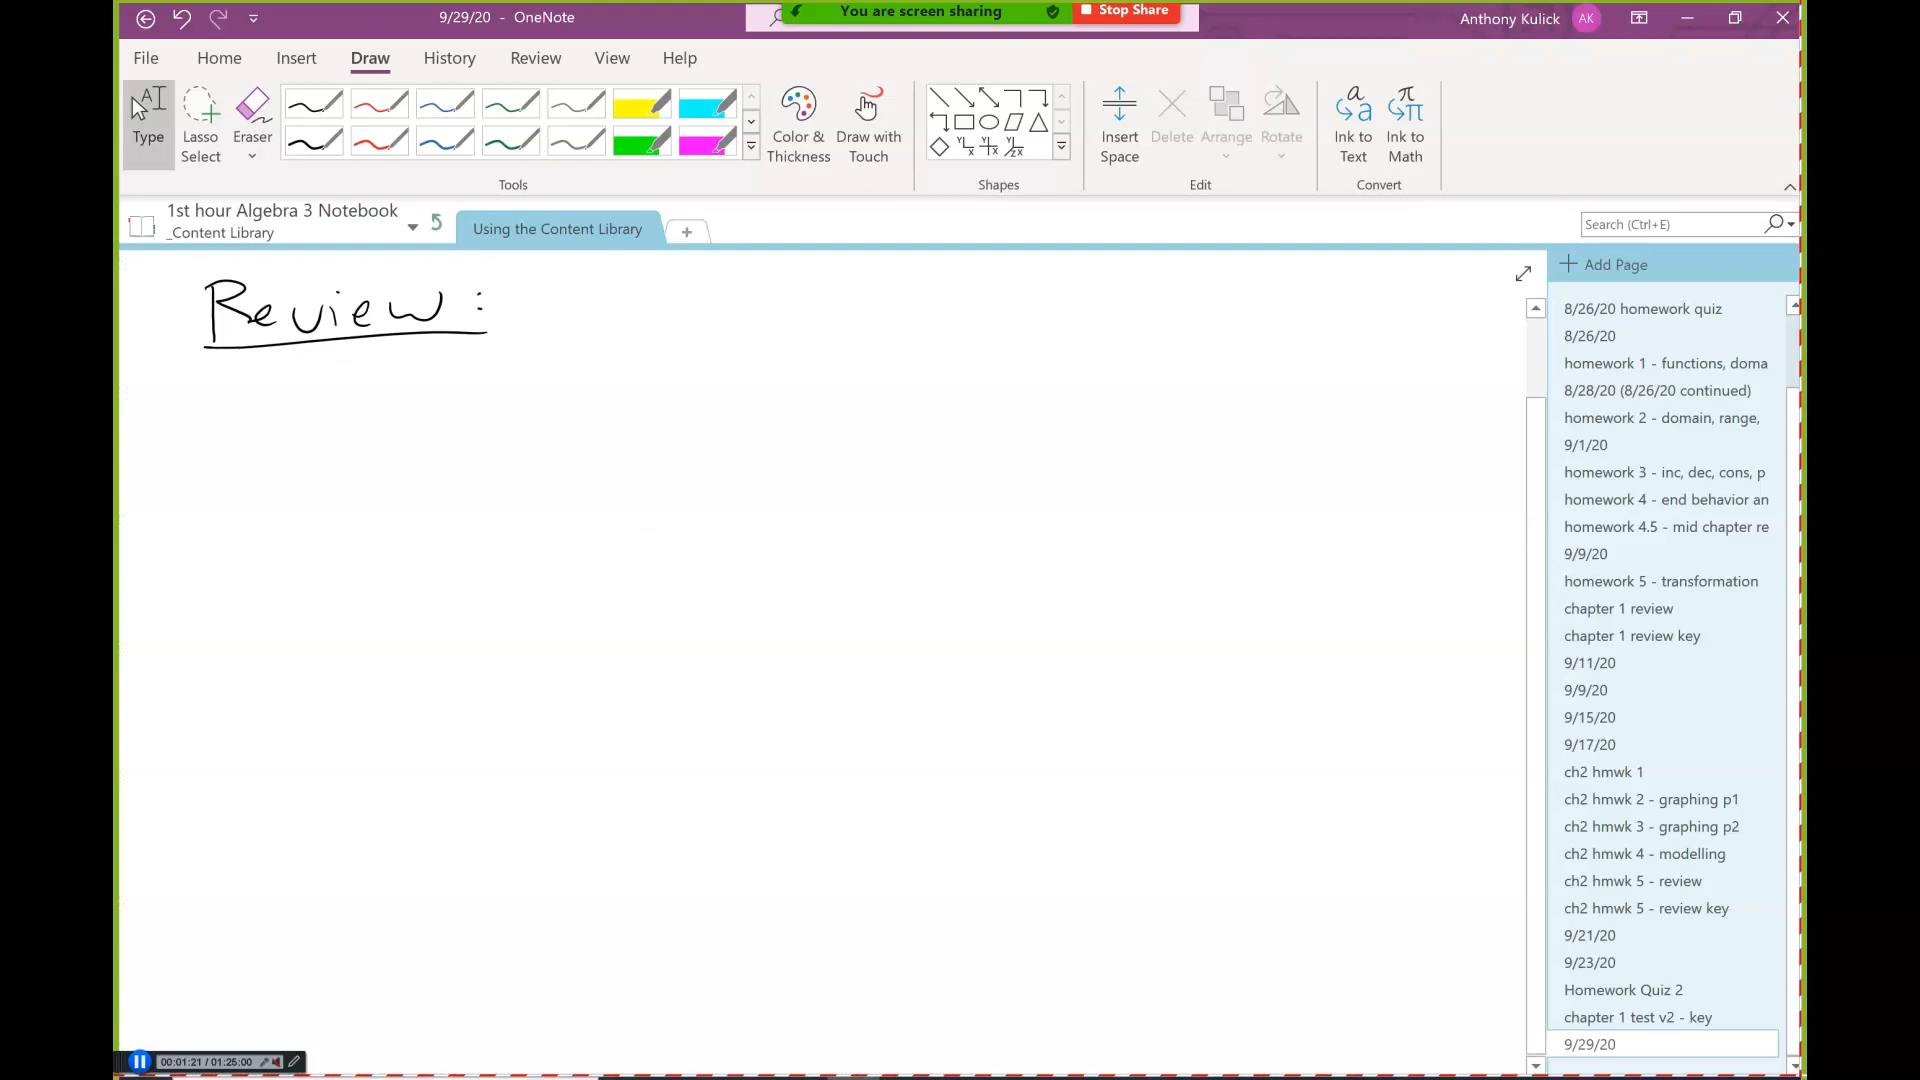 9/29/20 - OneNote
You are screen sharing
Stop Share
Anthony Kulick
AK
File Home Insert Draw History Review View Help
Type
Lasso Select
Eraser
Color & Thickness
Draw with Touch
Tools
Shapes
Insert Space
Delete
Arrange
Rotate
Edit
Ink to Text
Ink to Math
Convert
1st hour Algebra 3 Notebook
_Content Library
Using the Content Library
Search (Ctrl+E)
Review :
Add Page
8/26/20 homework quiz
8/26/20
homework 1 - functions, doma
8/28/20 (8/26/20 continued)
homework 2 - domain, range,
9/1/20
homework 3 - inc, dec, cons, p
homework 4 - end behavior an
homework 4.5 - mid chapter re
9/9/20
homework 5 - transformation
chapter 1 review
chapter 1 review key
9/11/20
9/9/20
9/15/20
9/17/20
ch2 hmwk 1
ch2 hmwk 2 - graphing p1
ch2 hmwk 3 - graphing p2
ch2 hmwk 4 - modelling
ch2 hmwk 5 - review
ch2 hmwk 5 - review key
9/21/20
9/23/20
Homework Quiz 2
chapter 1 test v2 - key
9/29/20
00:01:21 / 01:25:00